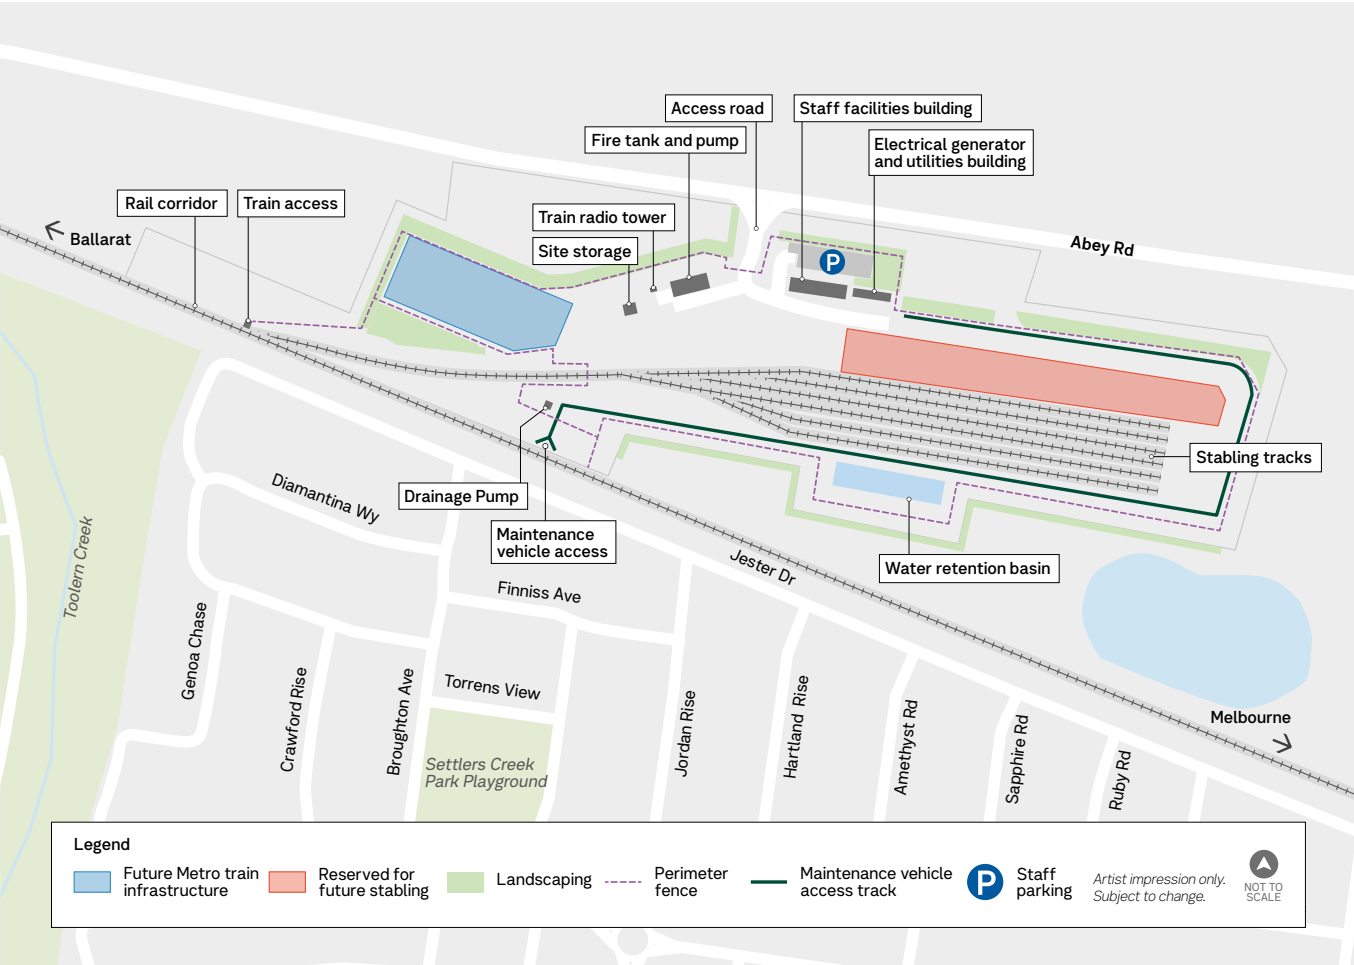 Access road
Staff facilities building
Fire tank and pump
Electrical generator
and utilities building
Rail corridor
Train access
Train radio tower
Site storage
Ballarat
Abey Rd
P
Stabling tracks
Drainage Pump
Maintenance
vehicle access
Water retention basin
Diamantina Wy
Jester Dr
Finniss Ave
Toolern Creek
Genoa Chase
Crawford Rise
Broughton Ave
Torrens View
Jordan Rise
Hartland Rise
Amethyst Rd
Sapphire Rd
Ruby Rd
Melbourne
Settlers Creek
Park Playground
Legend
Future Metro train
infrastructure
Reserved for
future stabling
Landscaping
Perimeter
fence
Maintenance vehicle
access track
P
Staff
parking
Artist impression only.
Subject to change.
NOT TO
SCALE